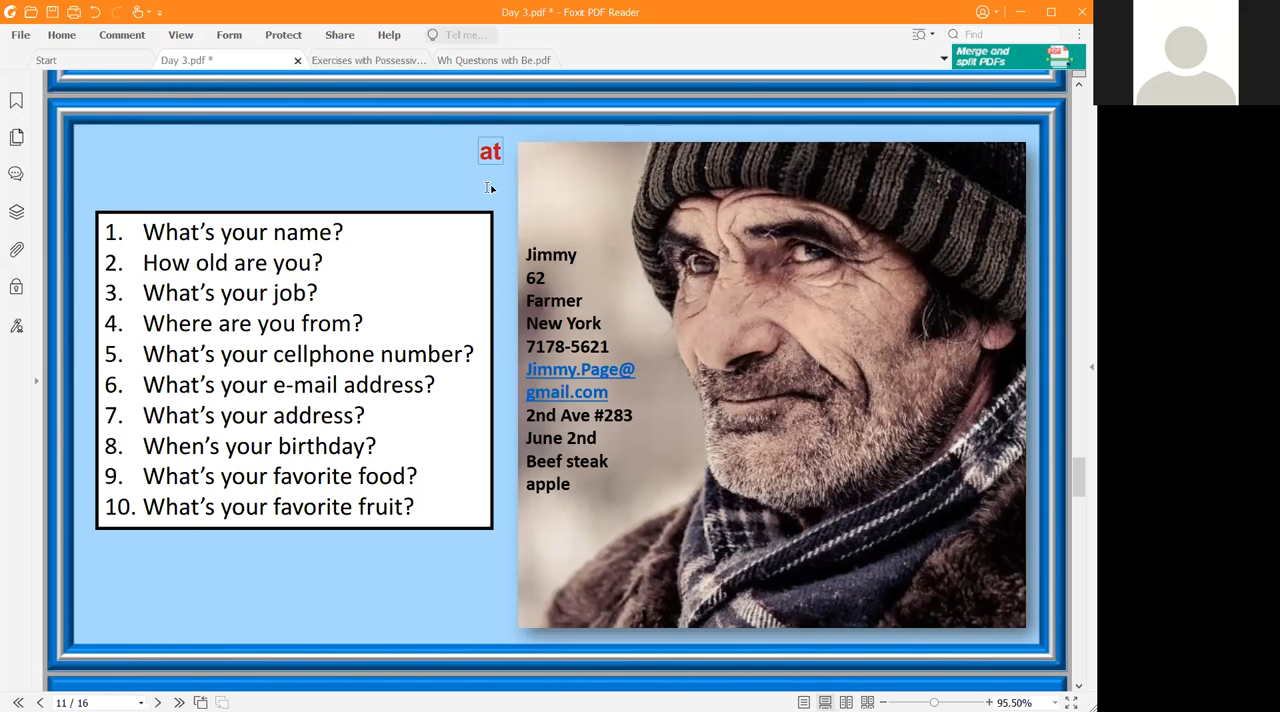 Day 3.pdf * - Foxit PDF Reader
File Home Comment View Form Protect Share Help Tell me... Find
Start Day 3.pdf * Exercises with Possessiv... Wh Questions with Be.pdf
Merge and
split PDFs
at
1. What's your name?
2. How old are you?
3. What's your job?
4. Where are you from?
5. What's your cellphone number?
6. What's your e-mail address?
7. What's your address?
8. When's your birthday?
9. What's your favorite food?
10. What's your favorite fruit?
Jimmy
62
Farmer
New York
7178-5621
Jimmy.Page@
gmail.com
2nd Ave #283
June 2nd
Beef steak
apple
11 / 16
95.50%